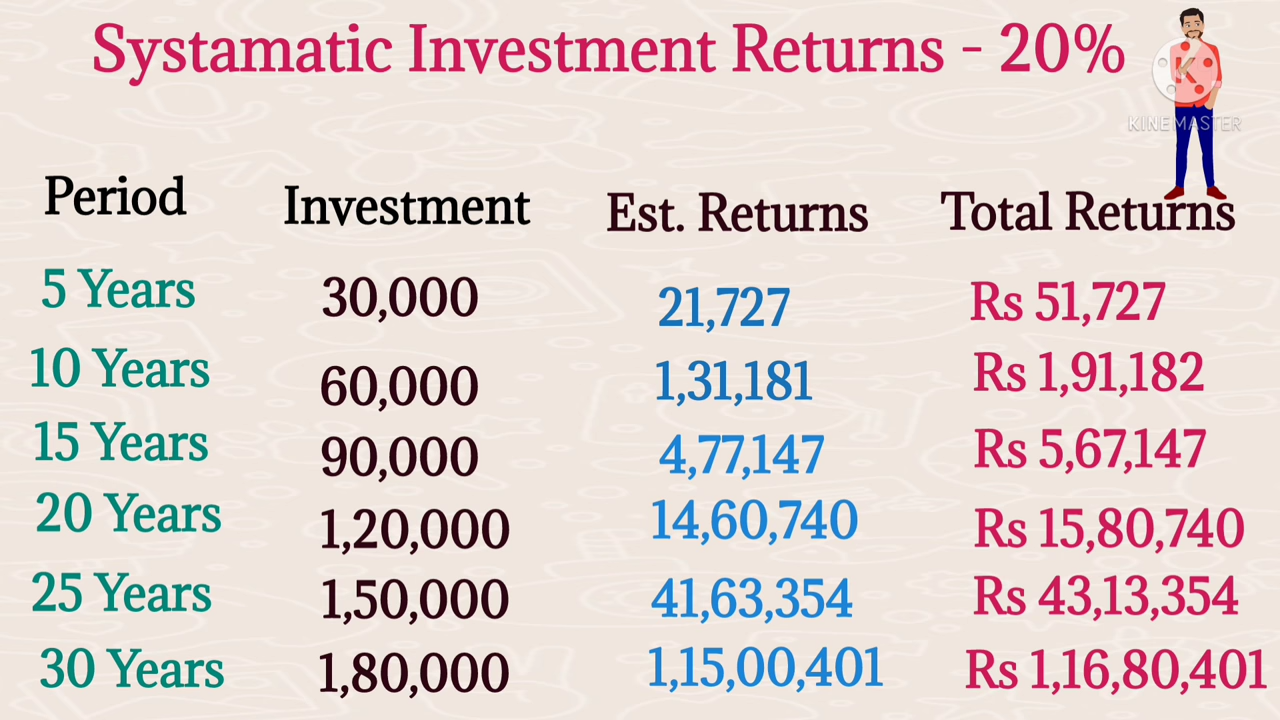 Systamatic Investment Returns - 20%
KINEMASTER
Period Investment Est. Returns Total Returns
5 Years 30,000 21,727 Rs 51,727
10 Years 60,000 1,31,181 Rs 1,91,182
15 Years 90,000 4,77,147 Rs 5,67,147
20 Years 1,20,000 14,60,740 Rs 15,80,740
25 Years 1,50,000 41,63,354 Rs 43,13,354
30 Years 1,80,000 1,15,00,401 Rs 1,16,80,401